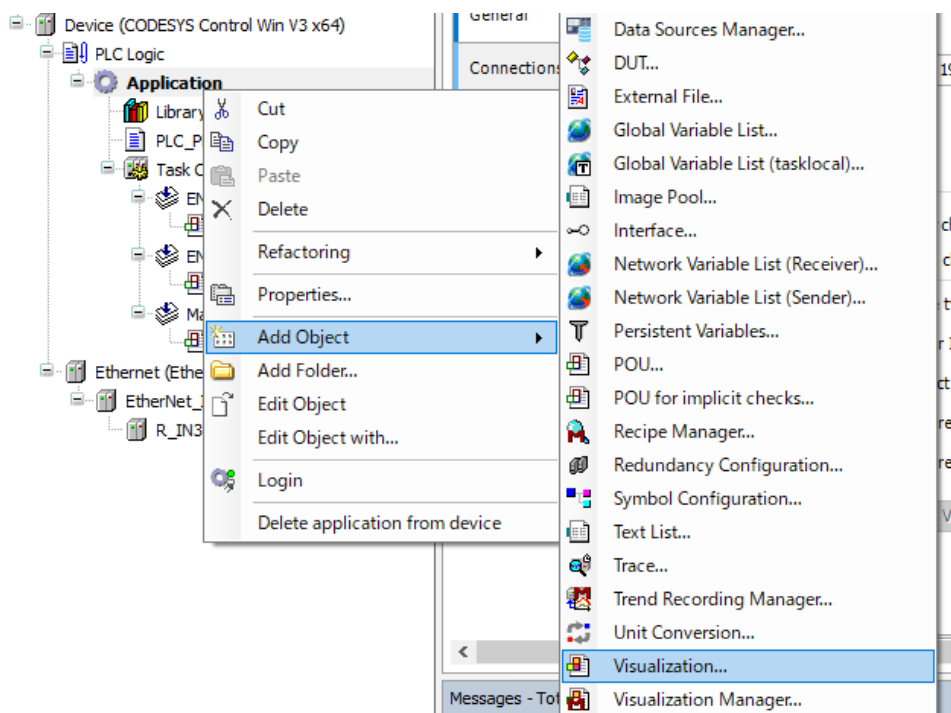 Device (CODESYS Control Win V3 x64)
PLC Logic
Application
Library
PLC_P
Task C
EN
EN
Ma
Ethernet (Ethe
EtherNet_I
R_IN3
Cut
Copy
Paste
Delete
Refactoring
Properties...
Add Object
Add Folder...
Edit Object
Edit Object with...
Login
Delete application from device
General
Connections
Messages - Tot
Data Sources Manager...
DUT...
External File...
Global Variable List...
Global Variable List (tasklocal)...
Image Pool...
Interface...
Network Variable List (Receiver)...
Network Variable List (Sender)...
Persistent Variables...
POU...
POU for implicit checks...
Recipe Manager...
Redundancy Configuration...
Symbol Configuration...
Text List...
Trace...
Trend Recording Manager...
Unit Conversion...
Visualization...
Visualization Manager...
19